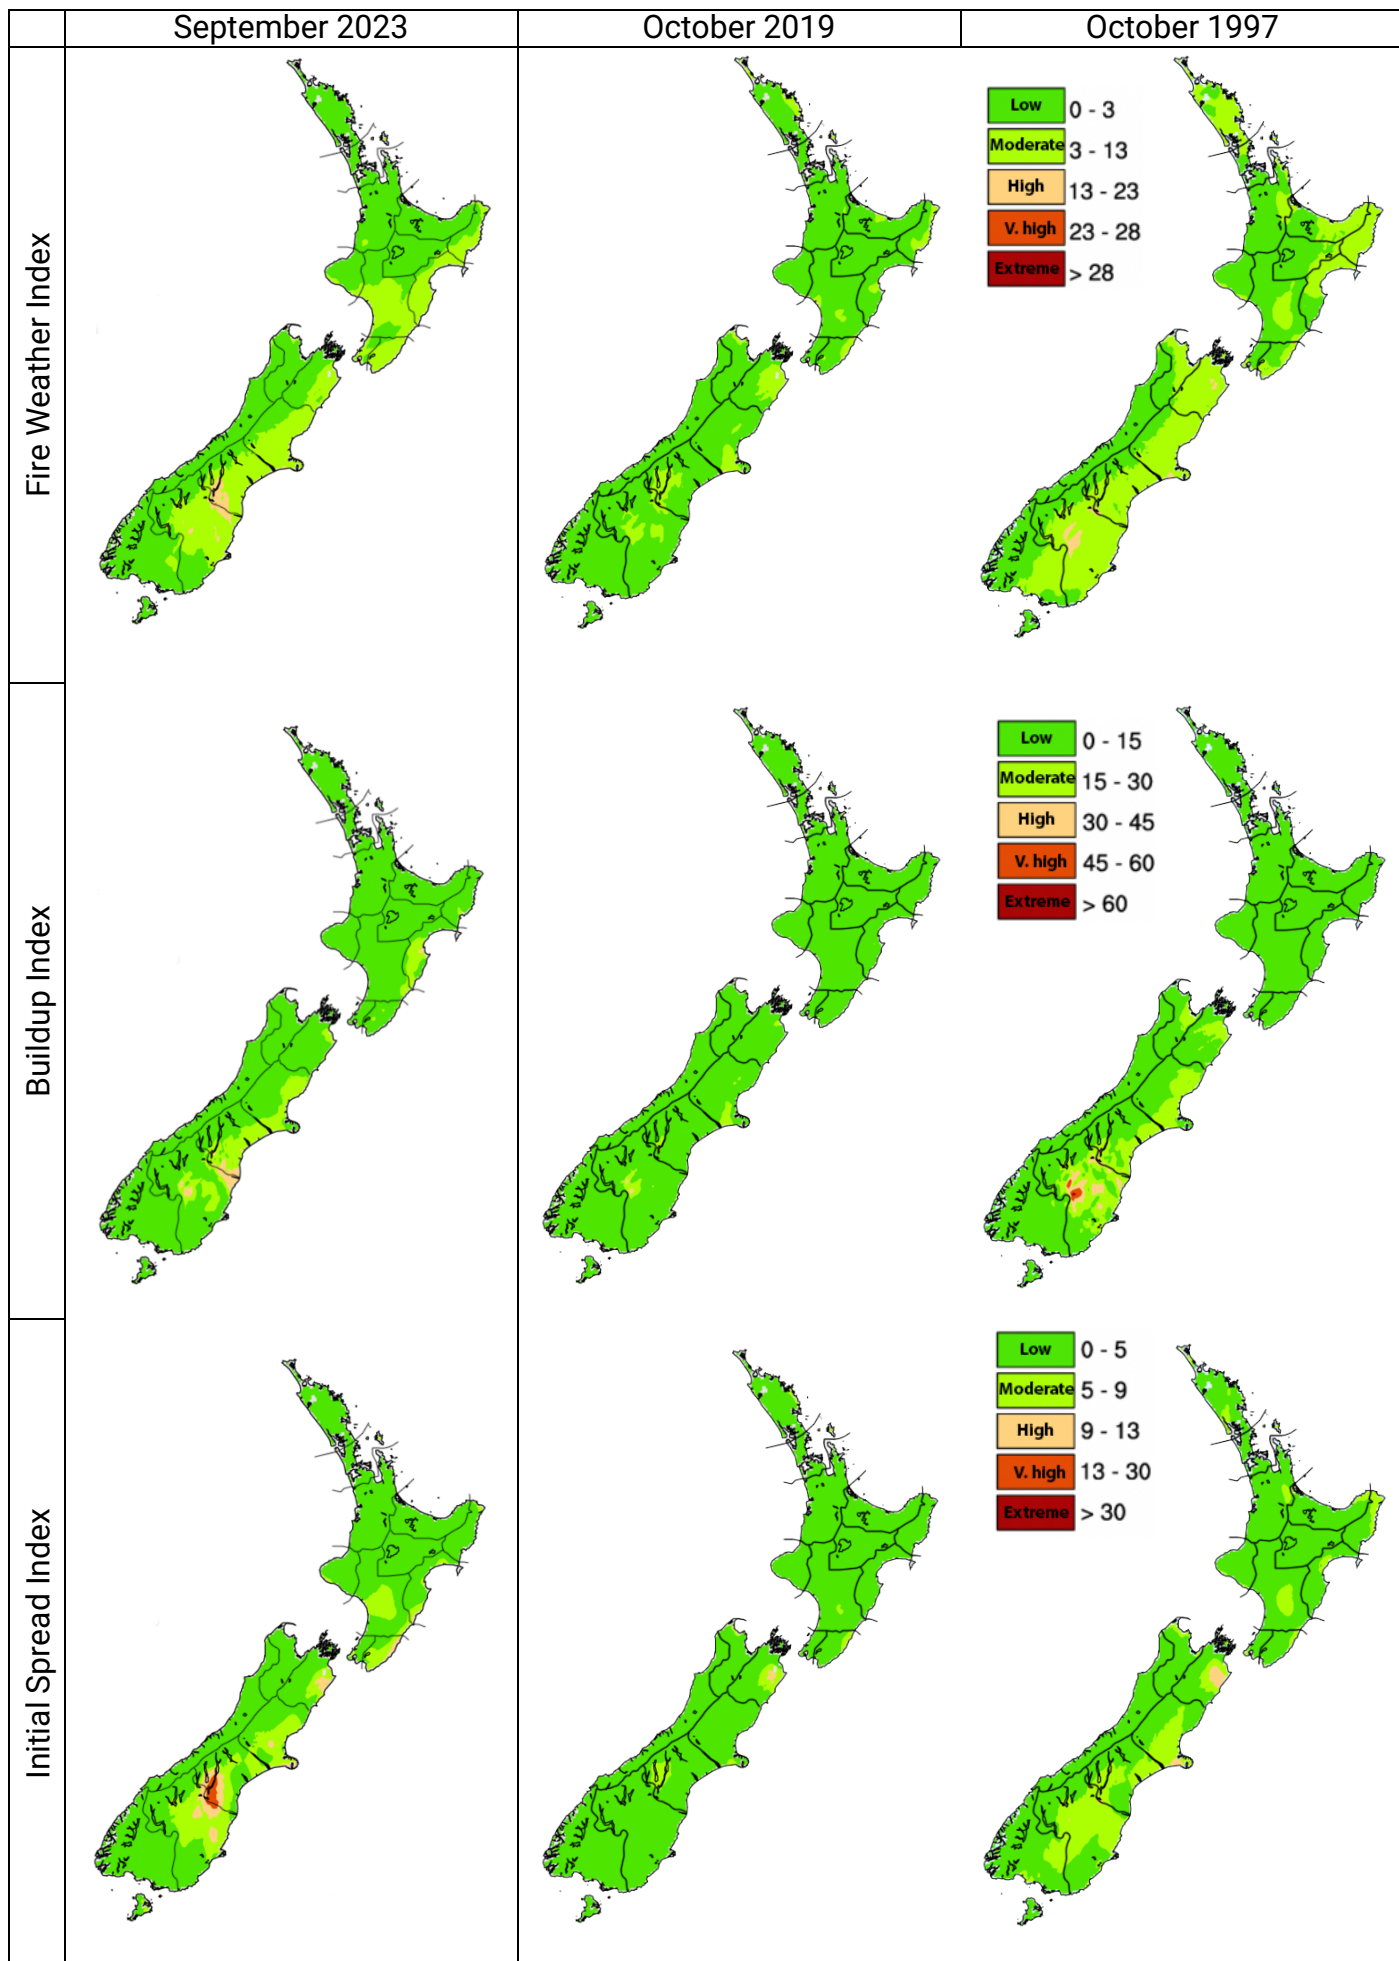 September 2023
October 2019
October 1997
Fire Weather Index
Low 0 - 3
Moderate 3 - 13
High 13 - 23
V. high 23 - 28
Extreme > 28
Buildup Index
Low 0 - 15
Moderate 15 - 30
High 30 - 45
V. high 45 - 60
Extreme > 60
Initial Spread Index
Low 0 - 5
Moderate 5 - 9
High 9 - 13
V. high 13 - 30
Extreme > 30